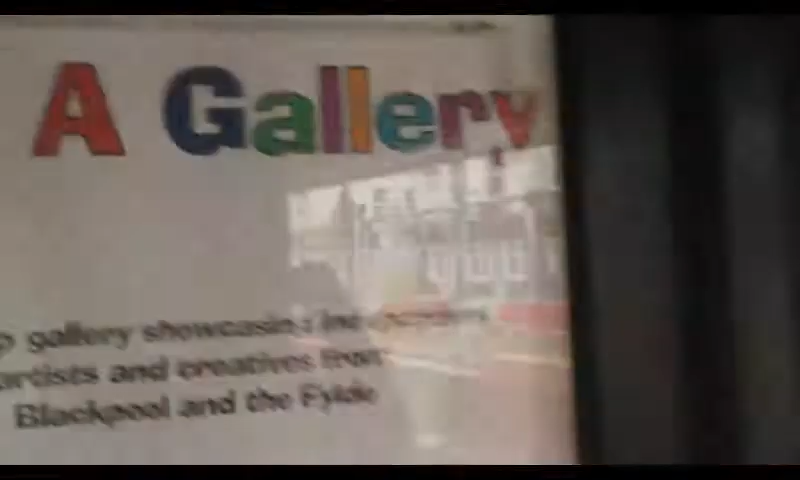 A Gallery
gallery showcasing
artists and creatives from
Blackpool and the Fylde